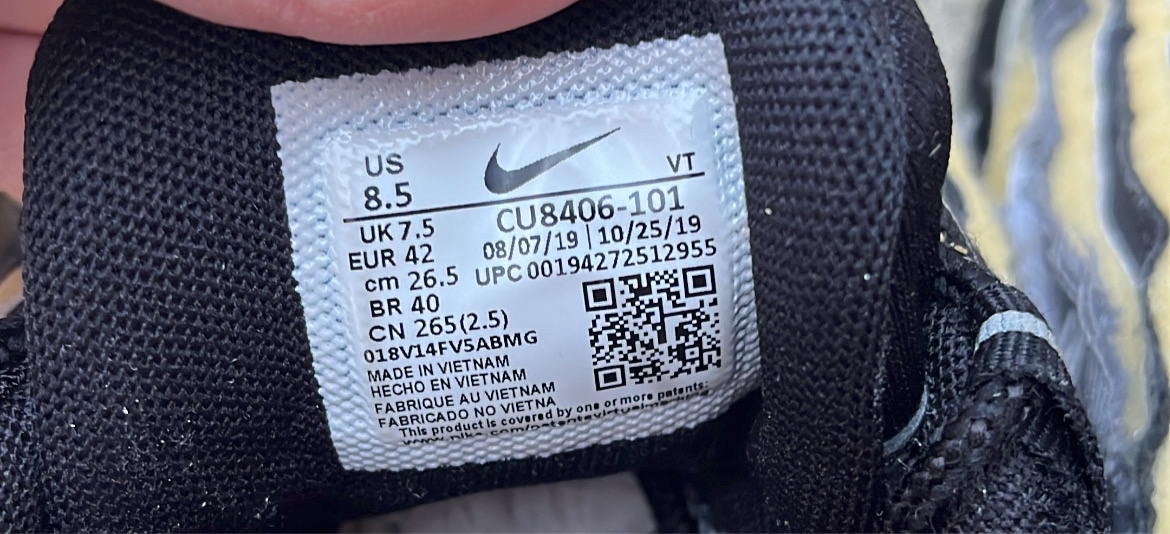 US
8.5
VT
UK 7.5
EUR 42
cm 26.5
BR 40
CN 265(2.5)
CU8406-101
08/07/19 | 10/25/19
UPC 00194272512955
018V14FV5ABMG
MADE IN VIETNAM
HECHO EN VIETNAM
FABRIQUE AU VIETNAM
FABRICADO NO VIETNA
This product is covered by one or more patents: